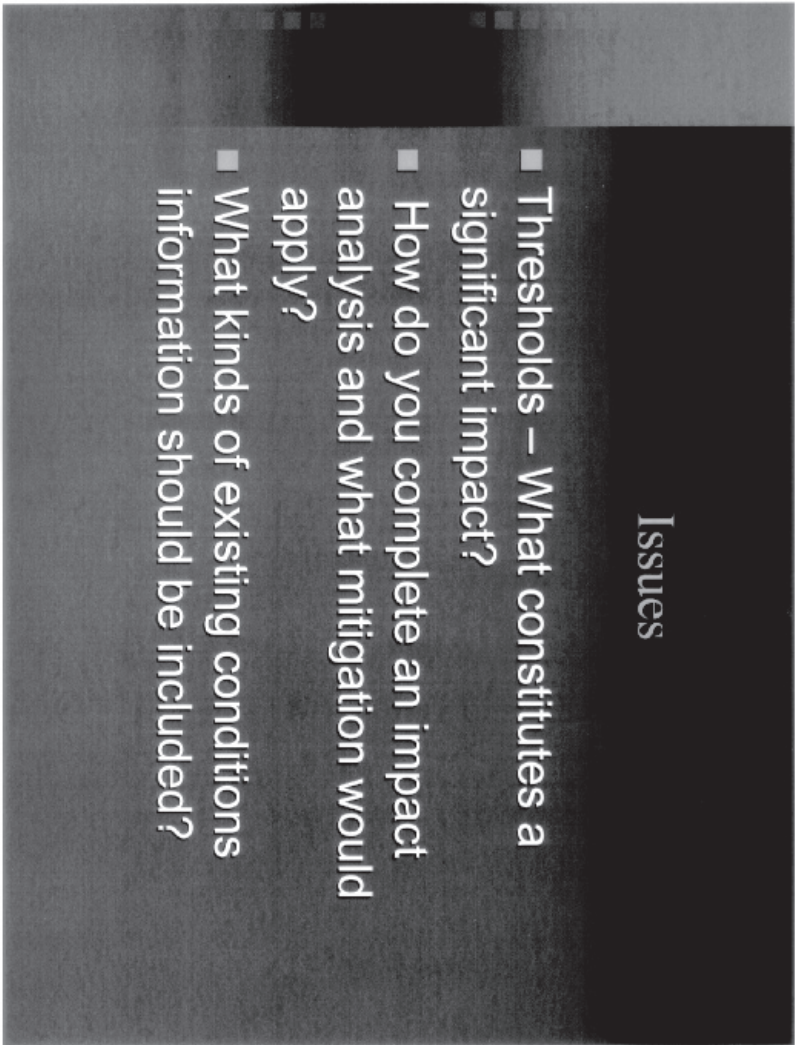 Issues
■ Thresholds – What constitutes a
significant impact?
■ How do you complete an impact
analysis and what mitigation would
apply?
■ What kinds of existing conditions
information should be included?